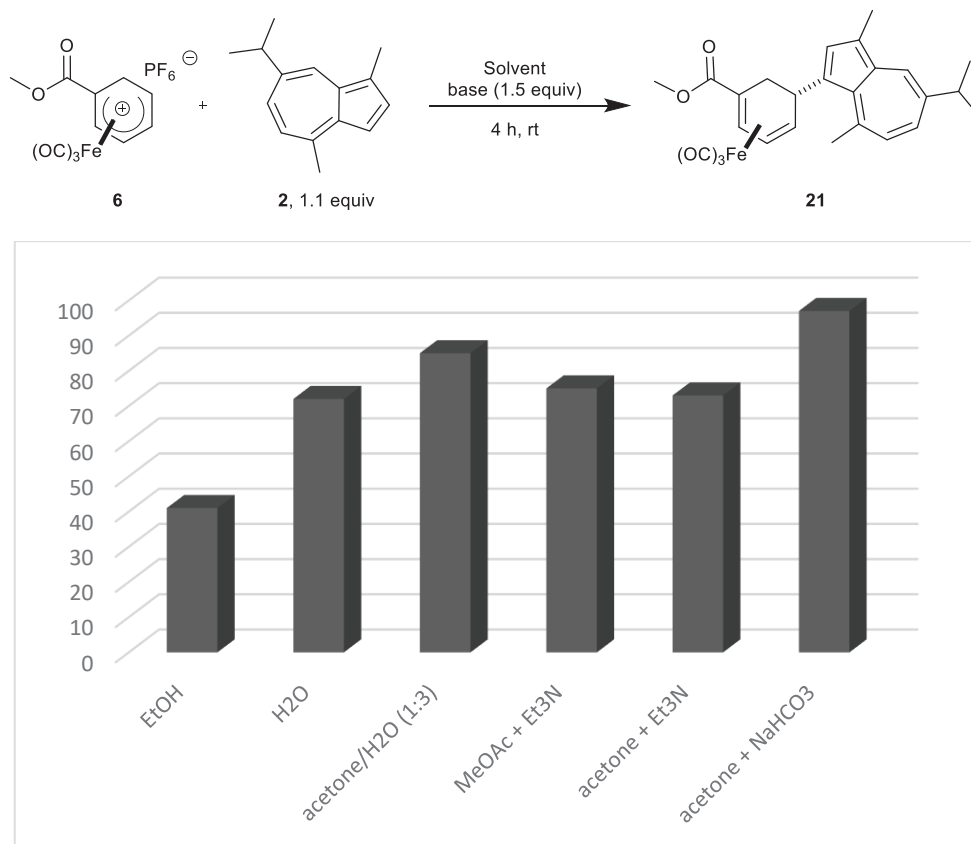 O
O
PF6 ⊖
⊕
(OC)3Fe
+
Solvent
base (1.5 equiv)
4 h, rt
O
O
(OC)3Fe
6
2, 1.1 equiv
21
100
90
80
70
60
50
40
30
20
10
0
EtOH
H2O
acetone/H2O (1:3)
MeOAc + Et3N
acetone + Et3N
acetone + NaHCO3